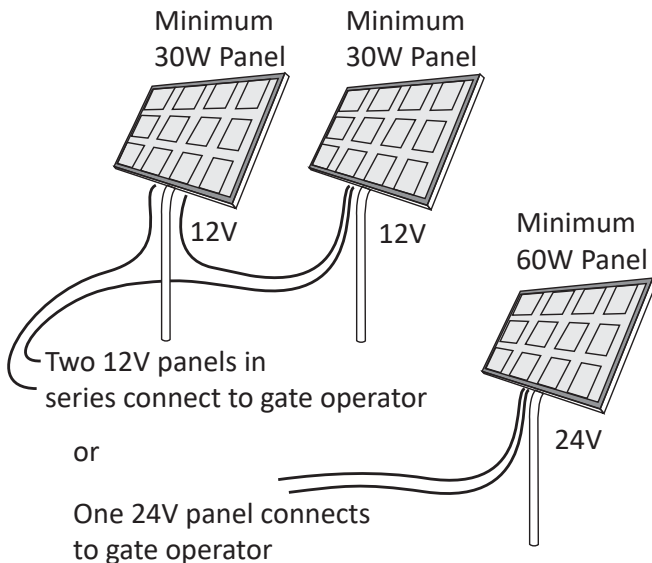 Minimum
30W Panel
Minimum
30W Panel
12V
12V
Minimum
60W Panel
Two 12V panels in
series connect to gate operator
24V
or
One 24V panel connects
to gate operator